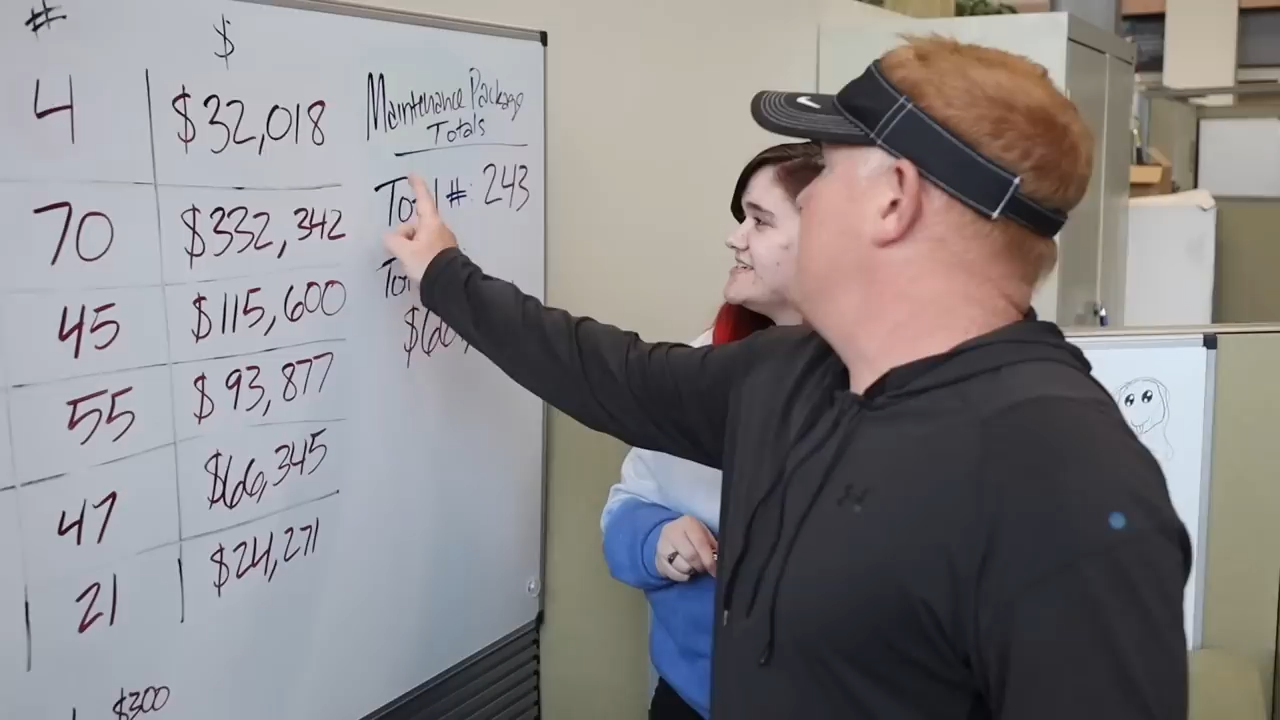 # $
4 $32,018
70 $332,342
45 $115,600
55 $93,877
47 $66,345
21 $24,271
$300
Maintenance Package
Totals
Total #: 243